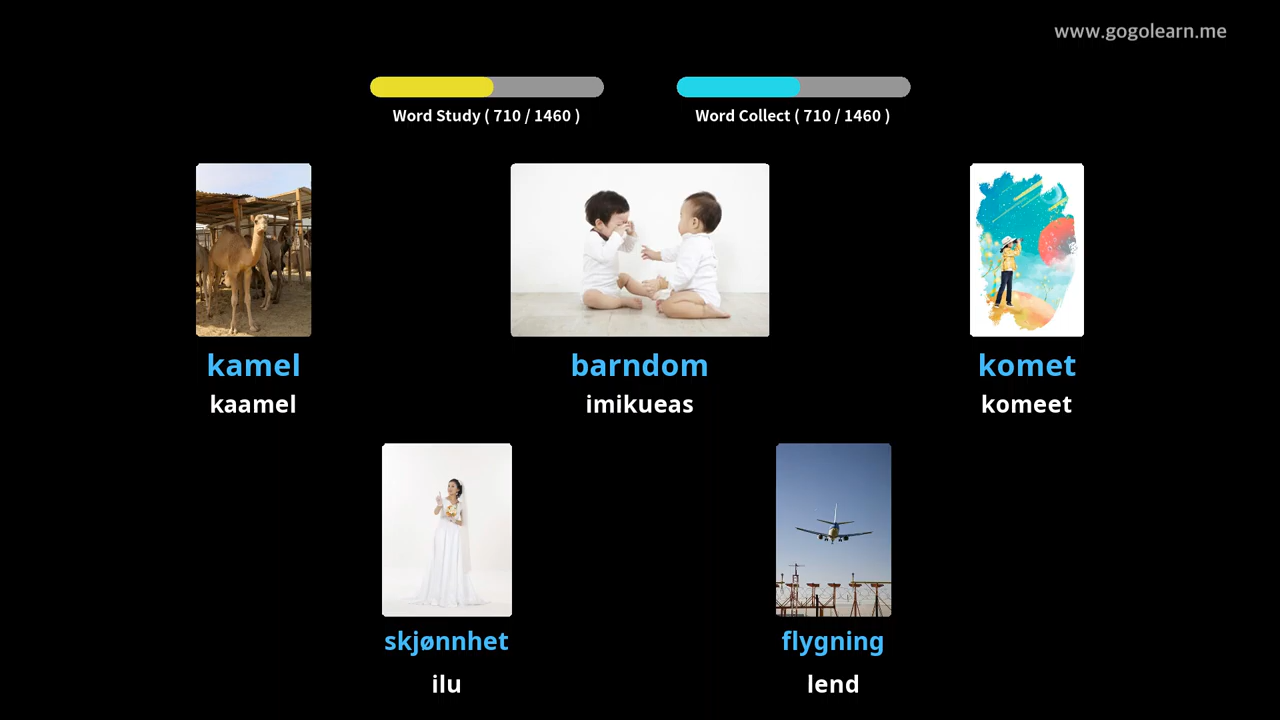 www.gogolearn.me
Word Study ( 710 / 1460 )
Word Collect ( 710 / 1460 )
kamel
kaamel
barndom
imikueas
komet
komeet
skjønnhet
ilu
flygning
lend